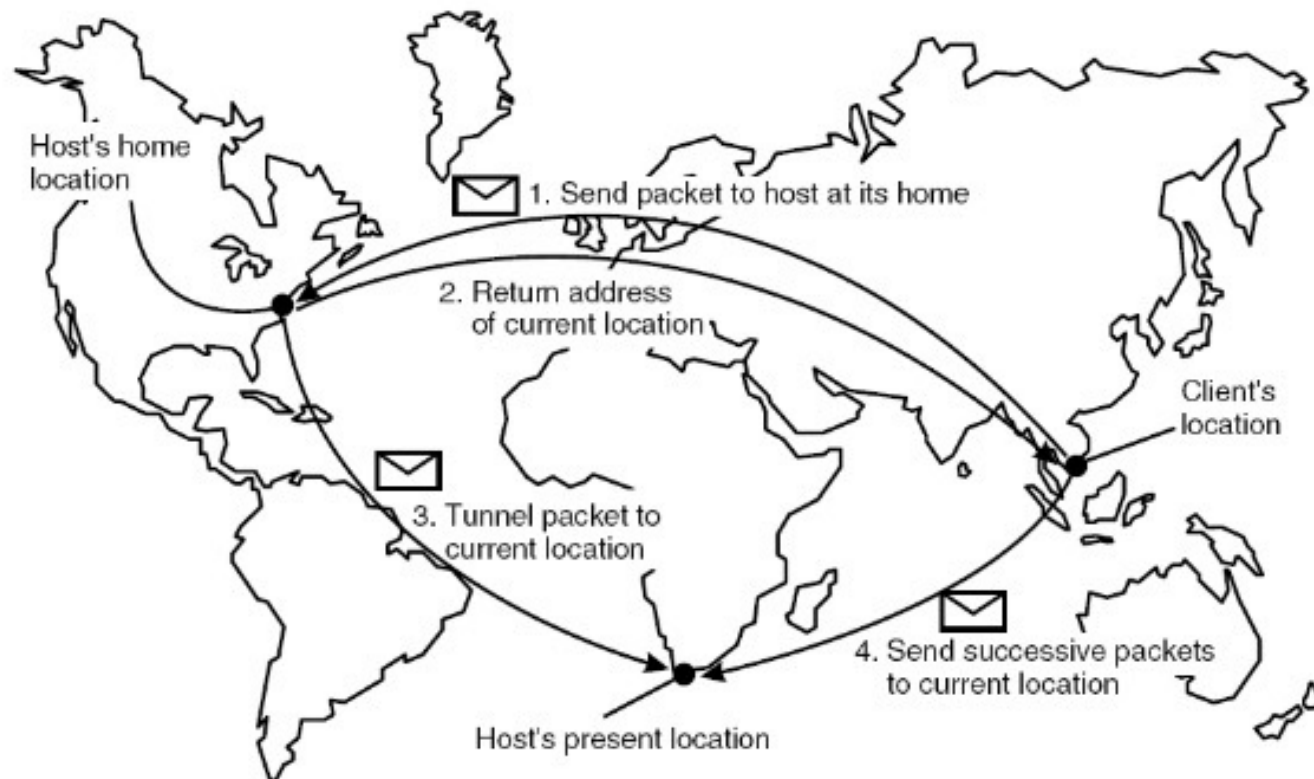 Host's home
location
1. Send packet to host at its home
2. Return address
of current location
Client's
location
3. Tunnel packet to
current location
4. Send successive packets
to current location
Host's present location